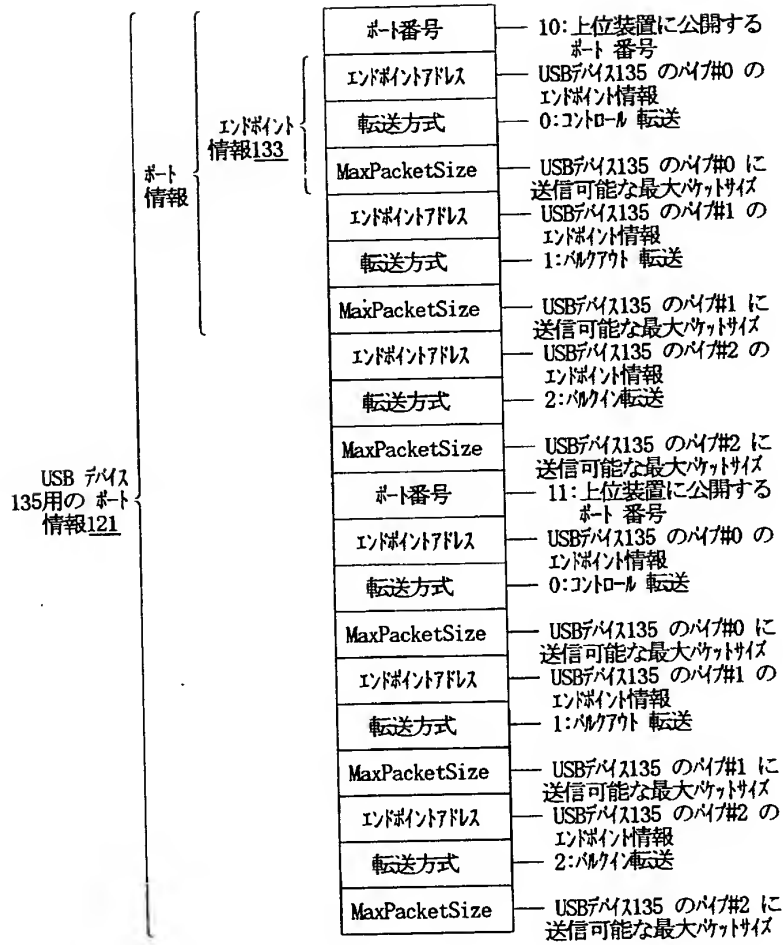 ポート番号
10:上位装置に公開する
ポート 番号
エンドポイントアドレス
USBデバイス135 のパイプ#0 の
エンドポイント情報
転送方式
0:コントロール 転送
MaxPacketSize
USBデバイス135 のパイプ#0 に
送信可能な最大パケットサイズ
エンドポイントアドレス
USBデバイス135 のパイプ#1 の
エンドポイント情報
転送方式
1:バルクアウト 転送
MaxPacketSize
USBデバイス135 のパイプ#1 に
送信可能な最大パケットサイズ
エンドポイントアドレス
USBデバイス135 のパイプ#2 の
エンドポイント情報
転送方式
2:バルクイン転送
MaxPacketSize
USBデバイス135 のパイプ#2 に
送信可能な最大パケットサイズ
ポート番号
11:上位装置に公開する
ポート 番号
エンドポイントアドレス
USBデバイス135 のパイプ#0 の
エンドポイント情報
転送方式
0:コントロール 転送
MaxPacketSize
USBデバイス135 のパイプ#0 に
送信可能な最大パケットサイズ
エンドポイントアドレス
USBデバイス135 のパイプ#1 の
エンドポイント情報
転送方式
1:バルクアウト 転送
MaxPacketSize
USBデバイス135 のパイプ#1 に
送信可能な最大パケットサイズ
エンドポイントアドレス
USBデバイス135 のパイプ#2 の
エンドポイント情報
転送方式
2:バルクイン転送
MaxPacketSize
USBデバイス135 のパイプ#2 に
送信可能な最大パケットサイズ
エンドポイント
情報133
ポート
情報
USB デバイス
135用の ポート
情報121